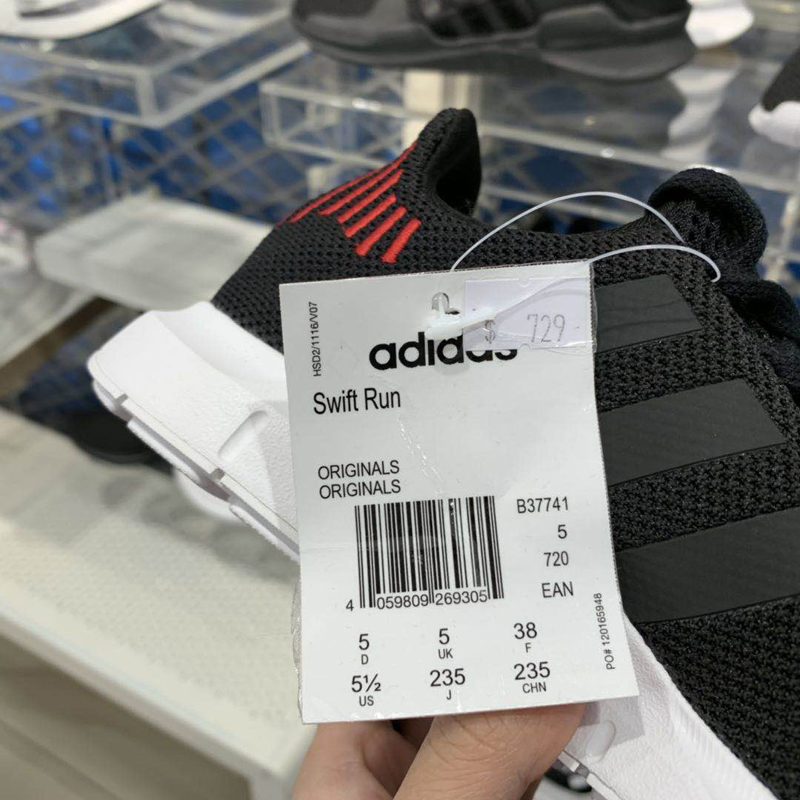 HSD2/1116/V07
$ 729
adidas
Swift Run
ORIGINALS
ORIGINALS
B37741
5
720
EAN
4 059809 269305
5 5 38
D UK F
5½ 235 235
US J CHN
PO# 120165948